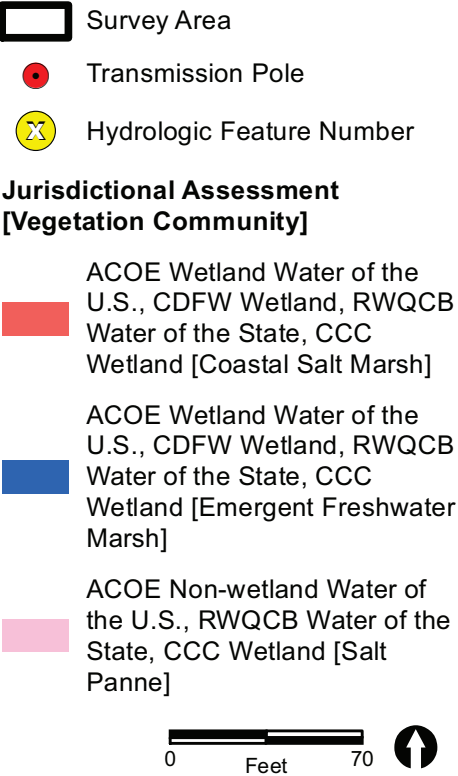 Survey Area
Transmission Pole
X
Hydrologic Feature Number
Jurisdictional Assessment
[Vegetation Community]
ACOE Wetland Water of the
U.S., CDFW Wetland, RWQCB
Water of the State, CCC
Wetland [Coastal Salt Marsh]
ACOE Wetland Water of the
U.S., CDFW Wetland, RWQCB
Water of the State, CCC
Wetland [Emergent Freshwater
Marsh]
ACOE Non-wetland Water of
the U.S., RWQCB Water of the
State, CCC Wetland [Salt
Panne]
0 Feet 70